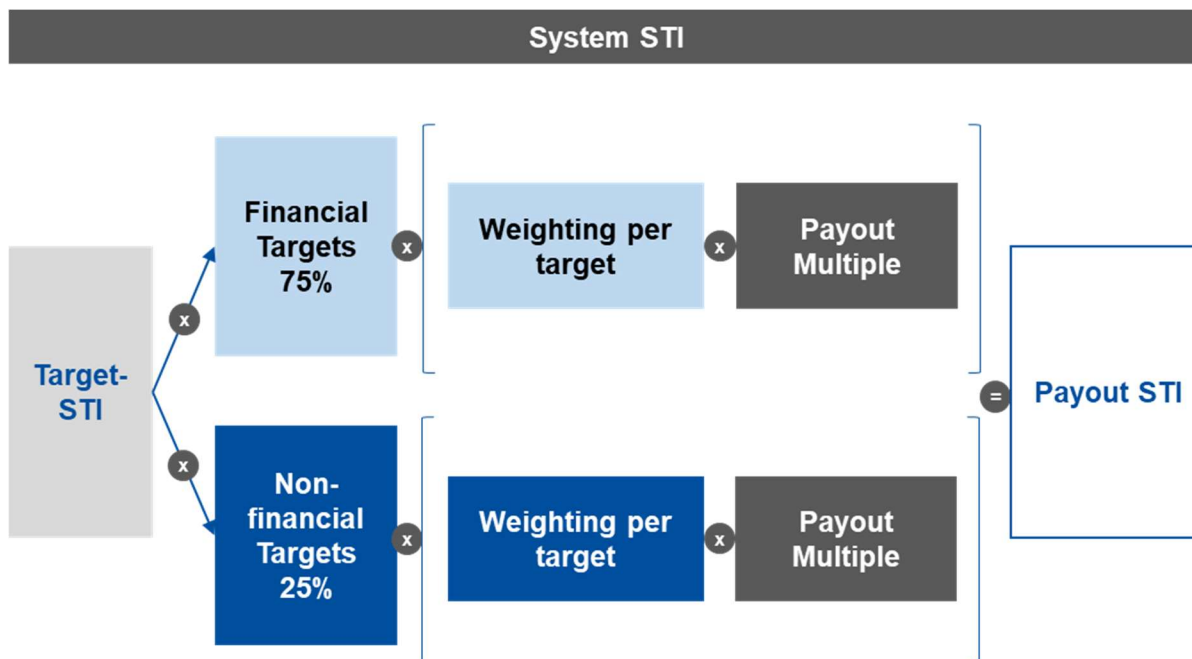 System STI
Financial
Targets
75%
x
Weighting per
target
x
Payout
Multiple
x
Target-
STI
=
Payout STI
x
Non-
financial
Targets
25%
x
Weighting per
target
x
Payout
Multiple